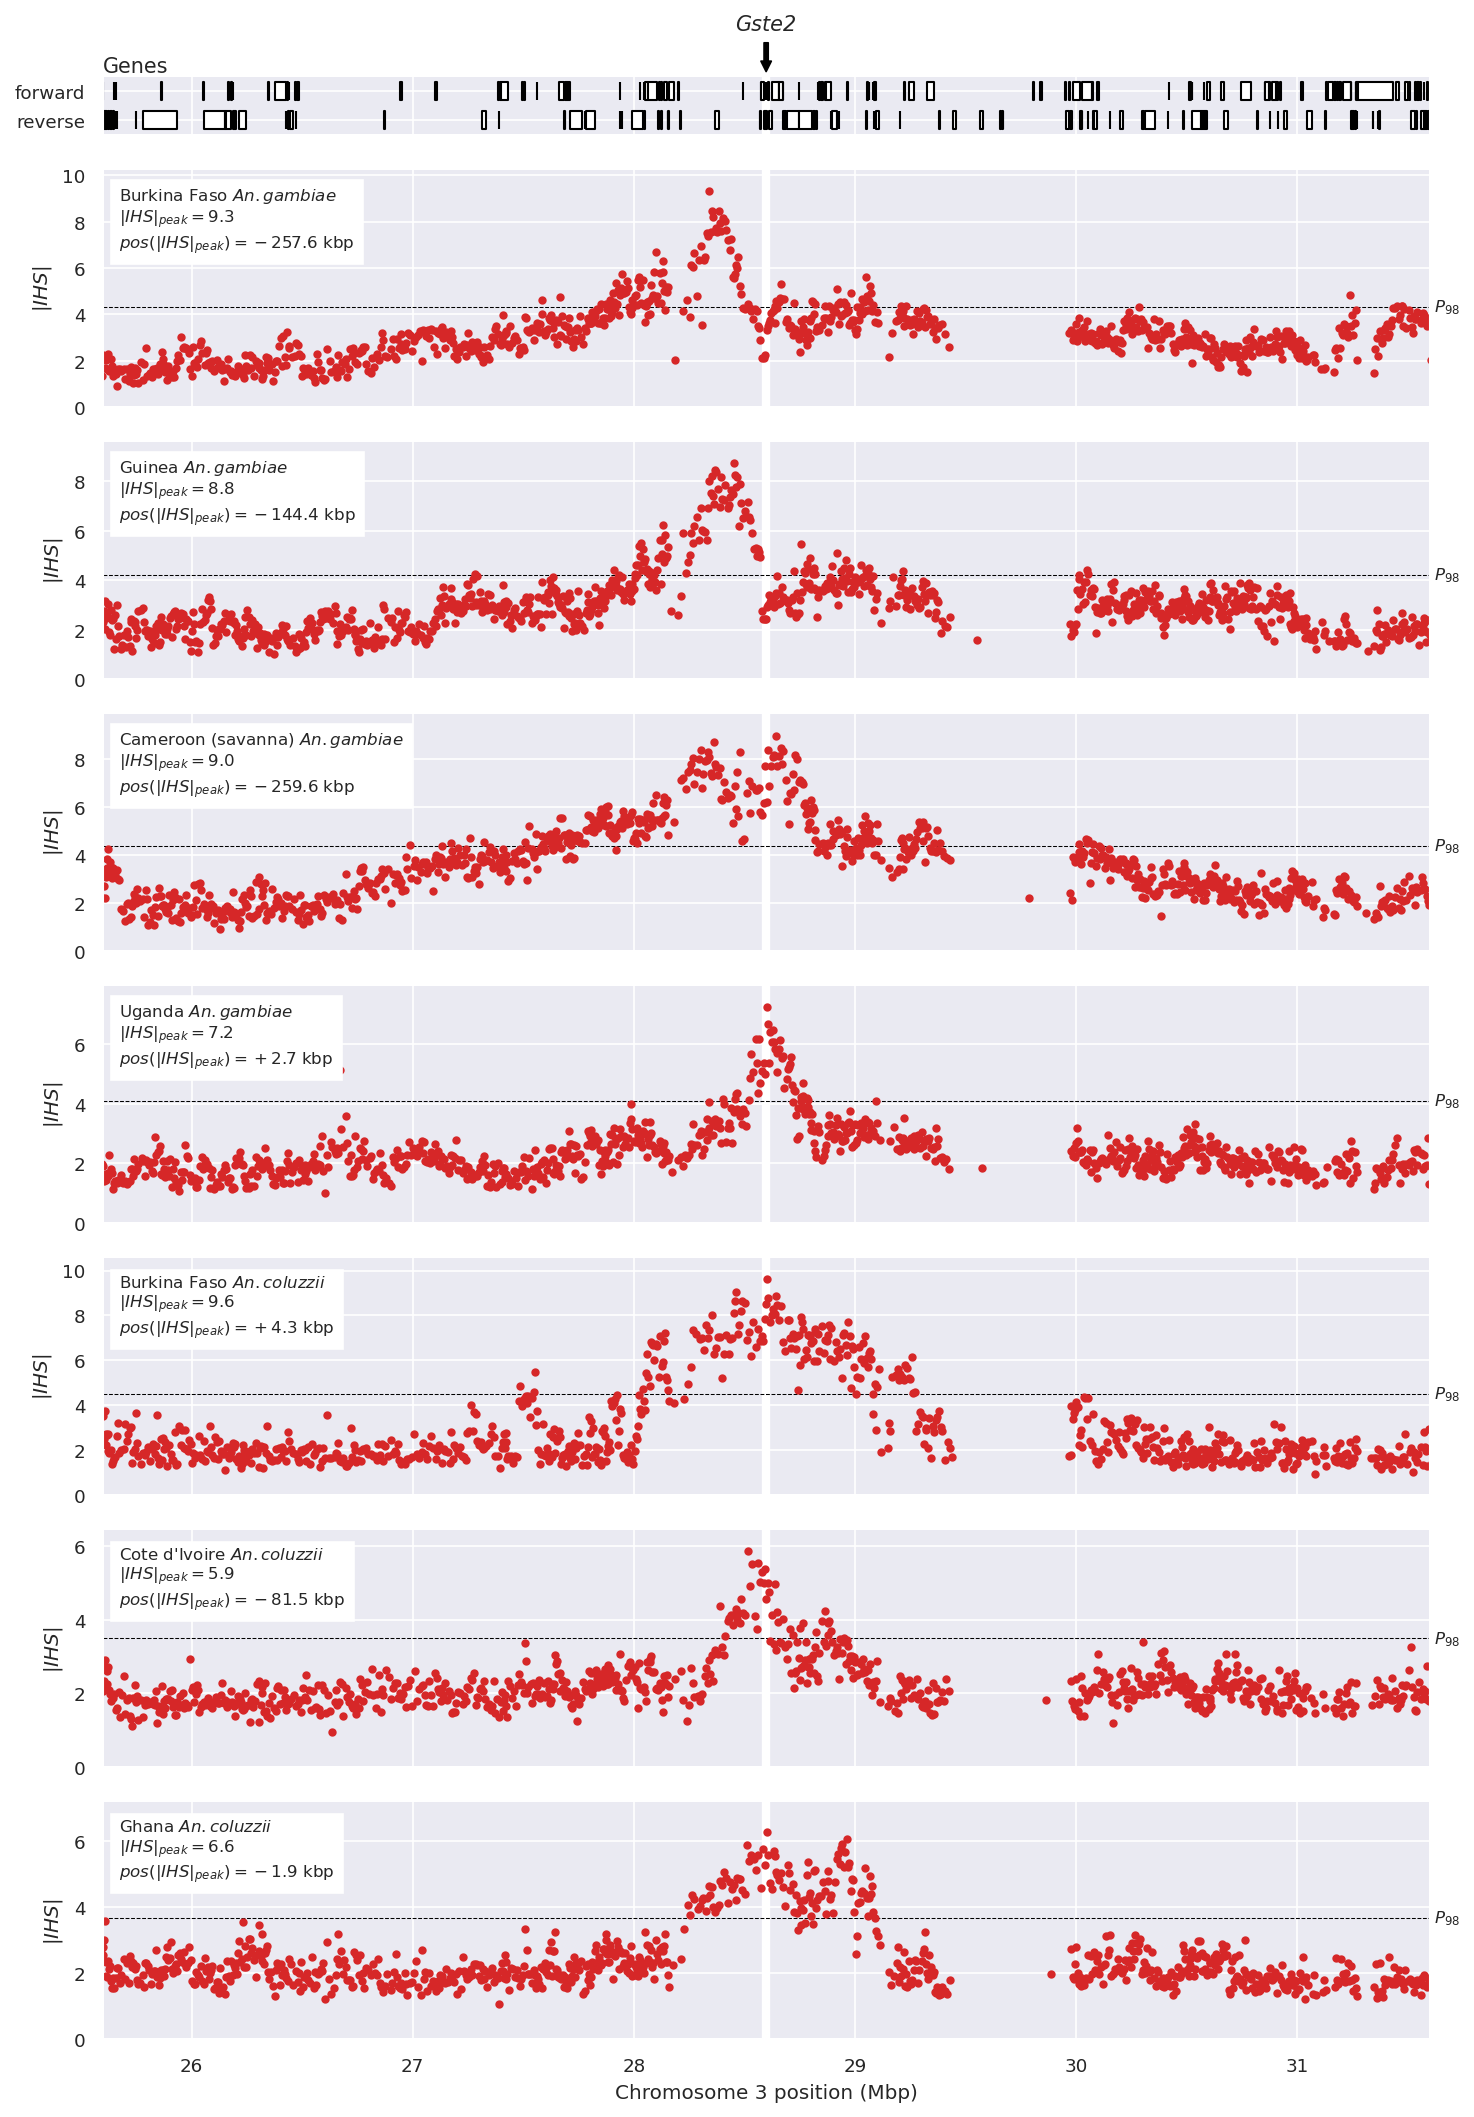 Gste2
Genes
forward
reverse
10
8
6
4
2
0
|IHS|
Burkina Faso An. gambiae
|IHS|peak = 9.3
pos(|IHS|peak) = −257.6 kbp
P98
8
6
4
2
0
|IHS|
Guinea An. gambiae
|IHS|peak = 8.8
pos(|IHS|peak) = −144.4 kbp
P98
8
6
4
2
0
|IHS|
Cameroon (savanna) An. gambiae
|IHS|peak = 9.0
pos(|IHS|peak) = −259.6 kbp
P98
6
4
2
0
|IHS|
Uganda An. gambiae
|IHS|peak = 7.2
pos(|IHS|peak) = +2.7 kbp
P98
10
8
6
4
2
0
|IHS|
Burkina Faso An. coluzzii
|IHS|peak = 9.6
pos(|IHS|peak) = +4.3 kbp
P98
6
4
2
0
|IHS|
Cote d'Ivoire An. coluzzii
|IHS|peak = 5.9
pos(|IHS|peak) = −81.5 kbp
P98
6
4
2
0
|IHS|
Ghana An. coluzzii
|IHS|peak = 6.6
pos(|IHS|peak) = −1.9 kbp
P98
26 27 28 29 30 31
Chromosome 3 position (Mbp)